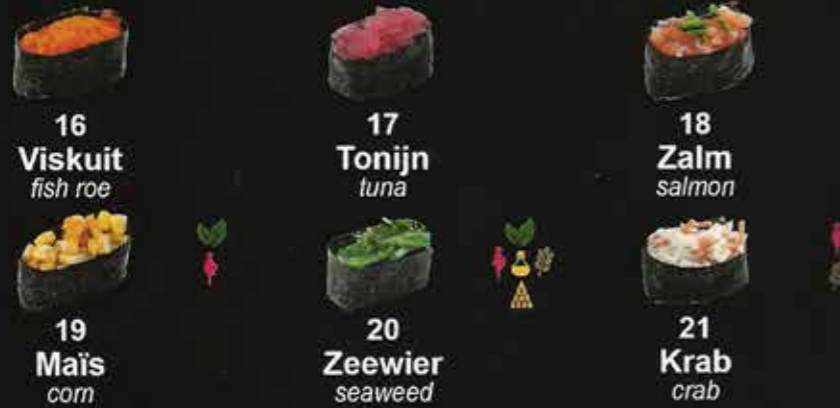 16
Viskuit
fish roe
17
Tonijn
tuna
18
Zalm
salmon
19
Maïs
corn
20
Zeewier
seaweed
21
Krab
crab